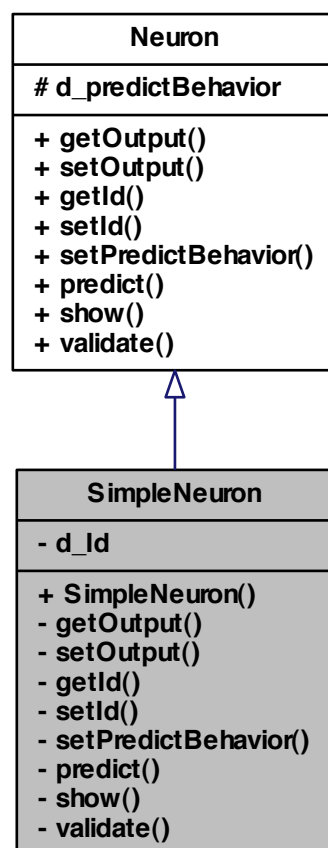 Neuron
# d_predictBehavior
+ getOutput()
+ setOutput()
+ getId()
+ setId()
+ setPredictBehavior()
+ predict()
+ show()
+ validate()
SimpleNeuron
- d_Id
+ SimpleNeuron()
- getOutput()
- setOutput()
- getId()
- setId()
- setPredictBehavior()
- predict()
- show()
- validate()